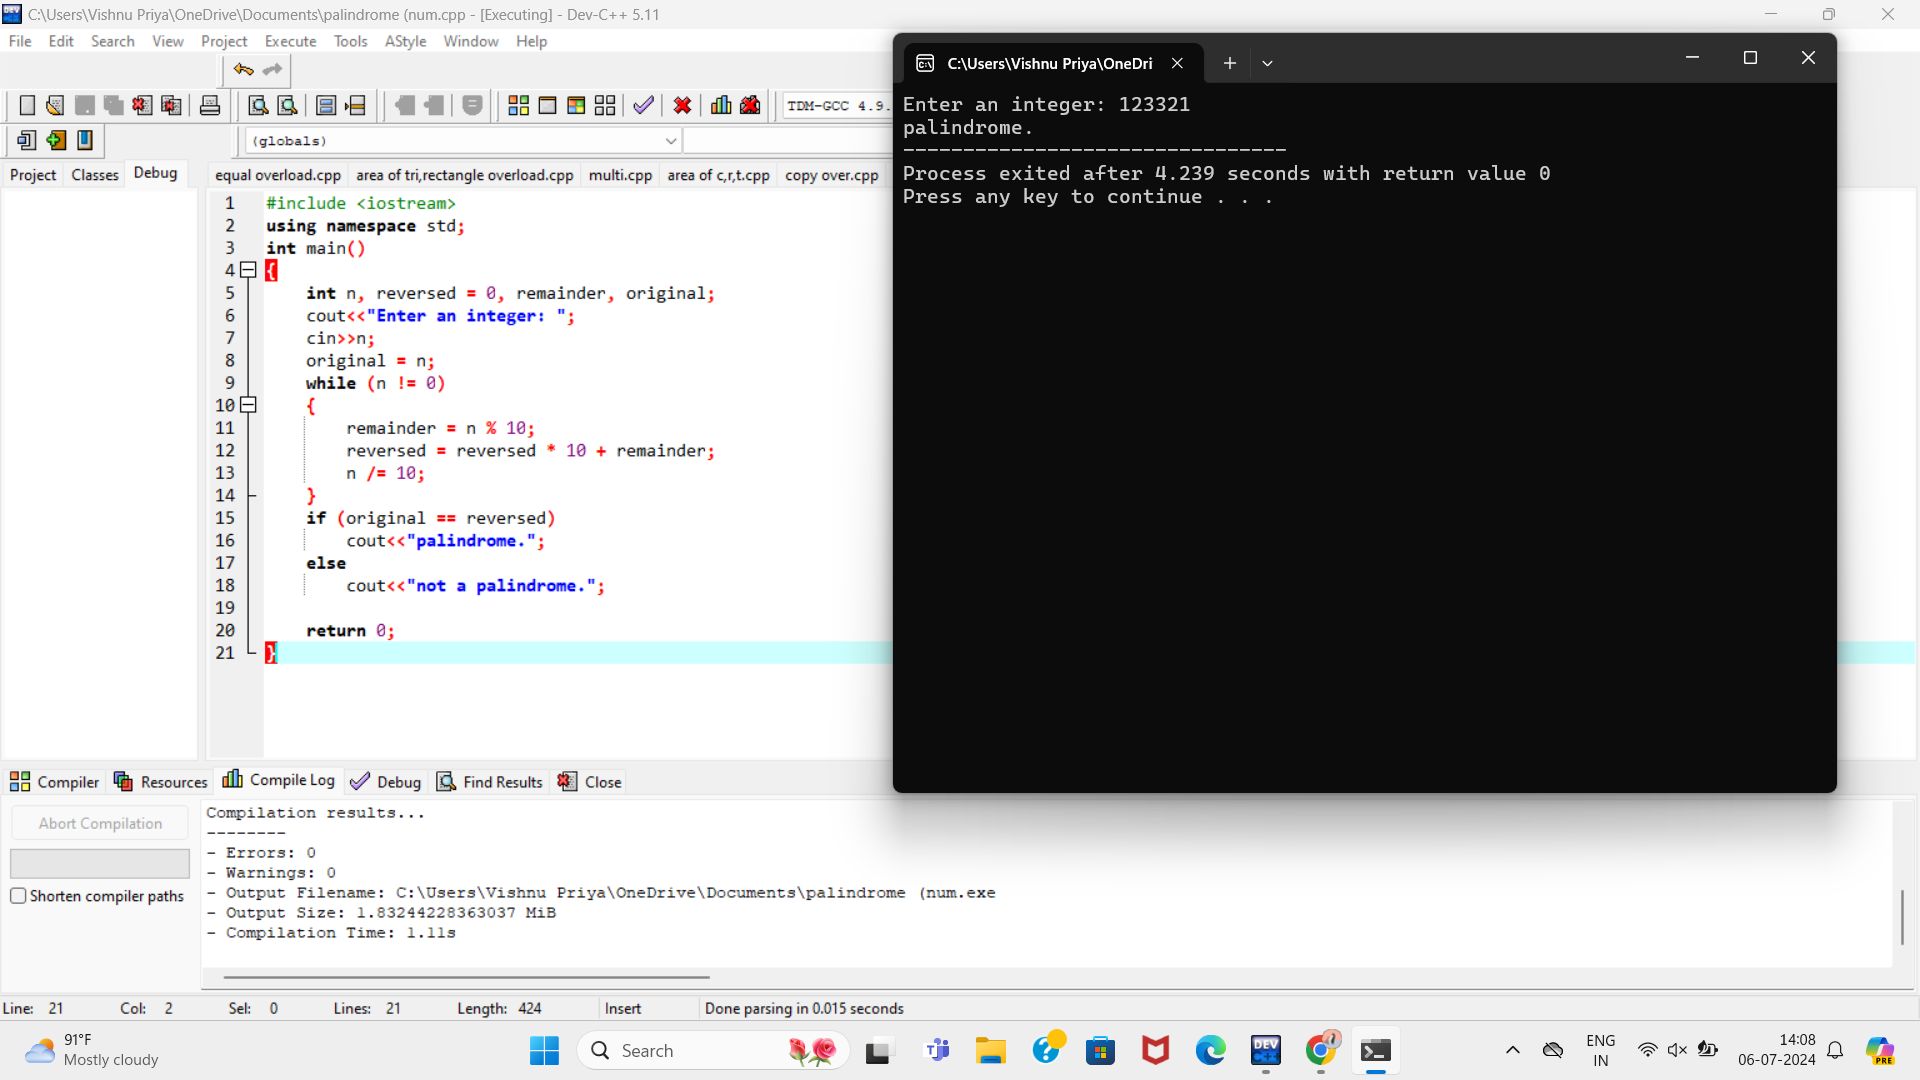 C:\Users\Vishnu Priya\OneDrive\Documents\palindrome (num.cpp - [Executing] - Dev-C++ 5.11
File Edit Search View Project Execute Tools AStyle Window Help
TDM-GCC 4.9.
(globals)
Project Classes Debug
equal overload.cpp area of tri,rectangle overload.cpp multi.cpp area of c,r,t.cpp copy over.cpp
1 #include <iostream>
2 using namespace std;
3 int main()
4 {
5 int n, reversed = 0, remainder, original;
6 cout<<"Enter an integer: ";
7 cin>>n;
8 original = n;
9 while (n != 0)
10 {
11 remainder = n % 10;
12 reversed = reversed * 10 + remainder;
13 n /= 10;
14 }
15 if (original == reversed)
16 cout<<"palindrome.";
17 else
18 cout<<"not a palindrome.";
19
20 return 0;
21 }
C:\Users\Vishnu Priya\OneDri
Enter an integer: 123321
palindrome.
--------------------------------
Process exited after 4.239 seconds with return value 0
Press any key to continue . . .
Compiler Resources Compile Log Debug Find Results Close
Abort Compilation
Shorten compiler paths
Compilation results...
--------
- Errors: 0
- Warnings: 0
- Output Filename: C:\Users\Vishnu Priya\OneDrive\Documents\palindrome (num.exe
- Output Size: 1.83244228363037 MiB
- Compilation Time: 1.11s
Line: 21 Col: 2 Sel: 0 Lines: 21 Length: 424 Insert Done parsing in 0.015 seconds
91°F
Mostly cloudy
Search
DEV
C++
ENG
IN
14:08
06-07-2024
PRE